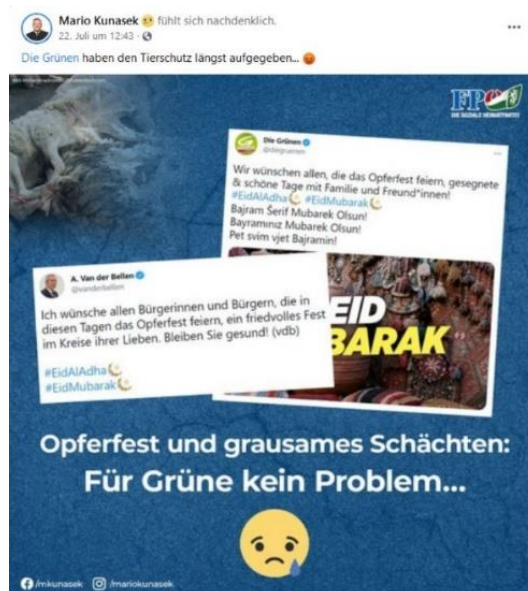 Mario Kunasek fühlt sich nachdenklich.
22. Juli um 12:43
Die Grünen haben den Tierschutz längst aufgegeben...
FPÖ
DIE SOZIALE HEIMATPARTEI
Die Grünen
@diegruenen
Wir wünschen allen, die das Opferfest feiern, gesegnete
& schöne Tage mit Familie und Freund*innen!
#EidAlAdha #EidMubarak
Bajram Šerif Mubarek Olsun!
Bayramınız Mubarek Olsun!
Pet svim vjet Bajramin!
EID
BARAK
A. Van der Bellen
@vanderbellen
Ich wünsche allen Bürgerinnen und Bürgern, die in
diesen Tagen das Opferfest feiern, ein friedvolles Fest
im Kreise ihrer Lieben. Bleiben Sie gesund! (vdb)
#EidAlAdha
#EidMubarak
Opferfest und grausames Schächten:
Für Grüne kein Problem...
/mkunasek /mariokunasek